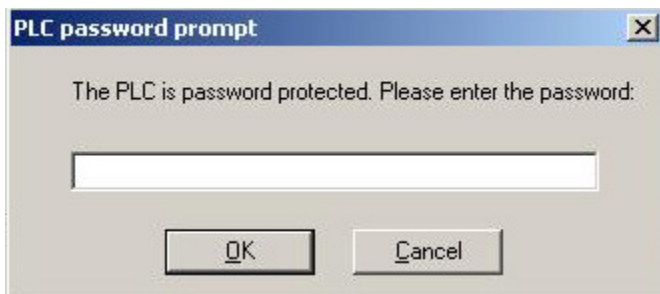 PLC password prompt
The PLC is password protected. Please enter the password:
OK
Cancel